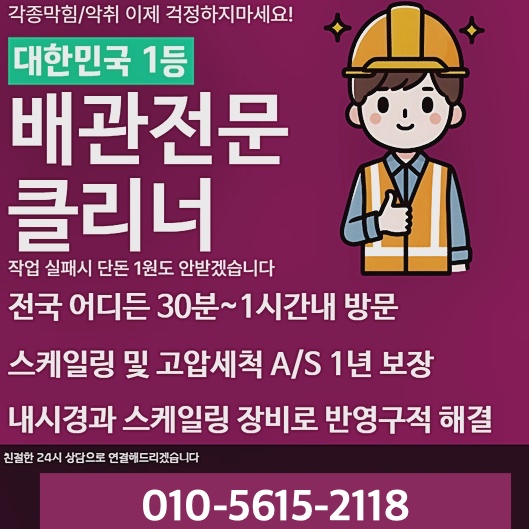 각종막힘/악취 이제 걱정하지마세요!
대한민국 1등
배관전문
클리너
작업 실패시 단돈 1원도 안받겠습니다
전국 어디든 30분~1시간내 방문
스케일링 및 고압세척 A/S 1년 보장
내시경과 스케일링 장비로 반영구적 해결
친절한 24시 상담으로 연결해드리겠습니다
010-5615-2118